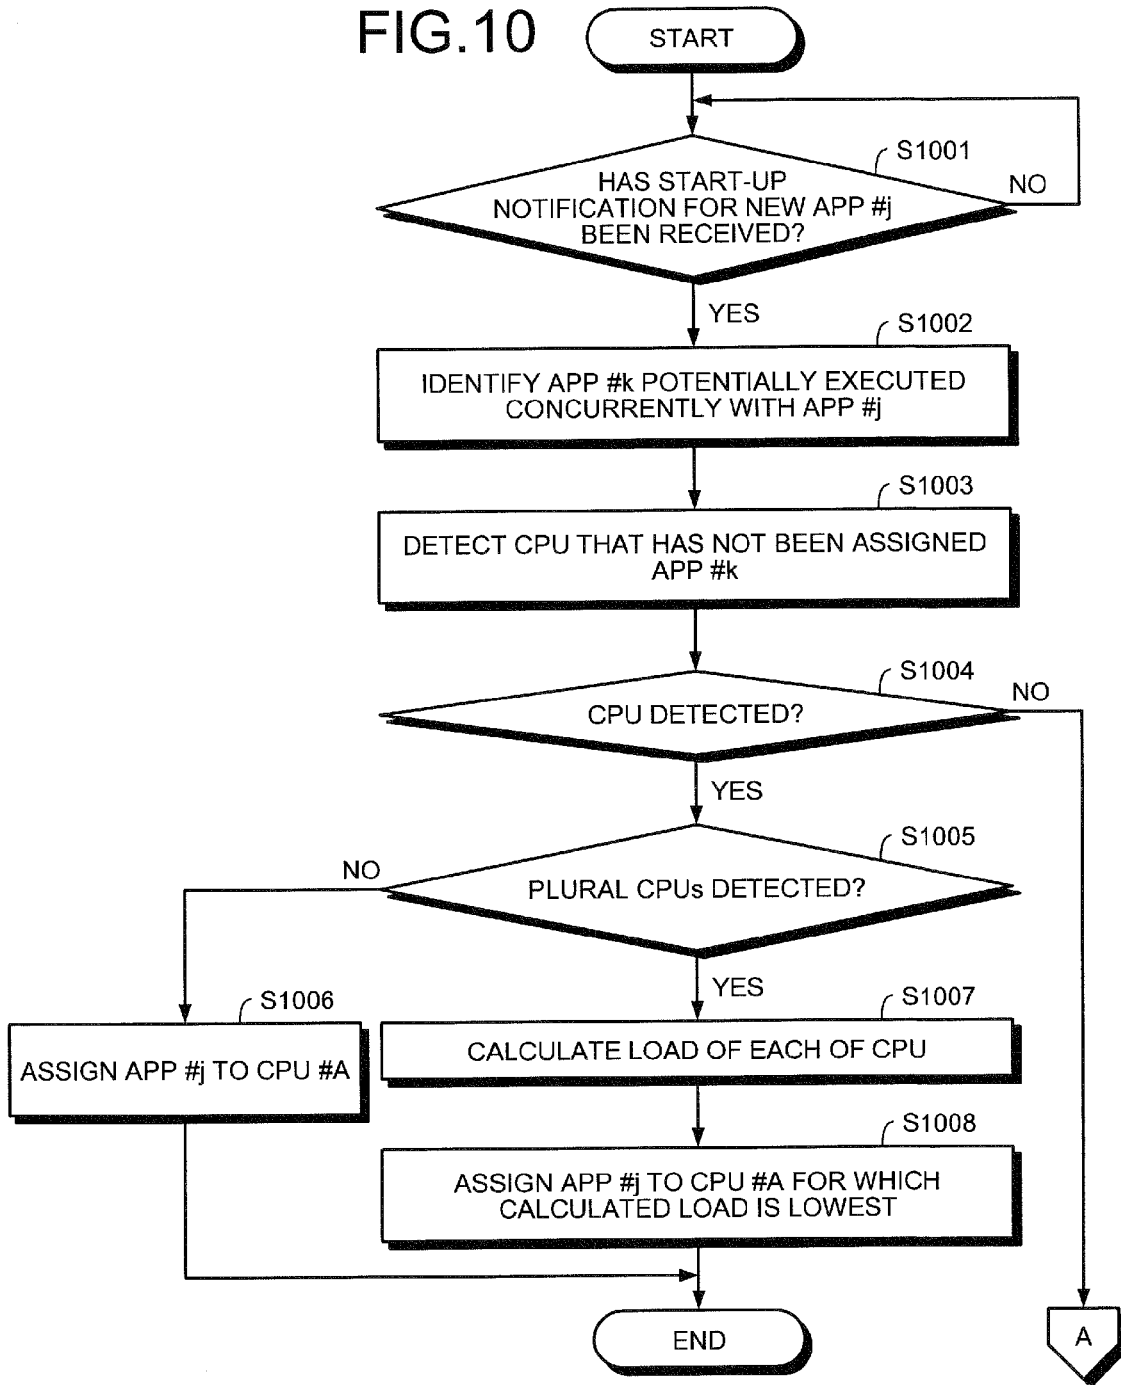 FIG.10
START
S1001
HAS START-UP
NOTIFICATION FOR NEW APP #j
BEEN RECEIVED?
NO
YES
S1002
IDENTIFY APP #k POTENTIALLY EXECUTED
CONCURRENTLY WITH APP #j
S1003
DETECT CPU THAT HAS NOT BEEN ASSIGNED
APP #k
S1004
CPU DETECTED?
NO
YES
S1005
PLURAL CPUs DETECTED?
NO
YES
S1006
ASSIGN APP #j TO CPU #A
S1007
CALCULATE LOAD OF EACH OF CPU
S1008
ASSIGN APP #j TO CPU #A FOR WHICH
CALCULATED LOAD IS LOWEST
END
A